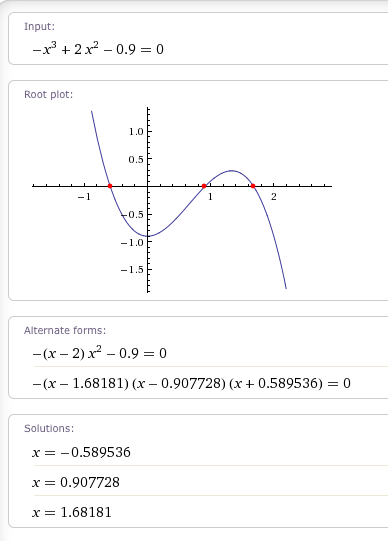 Input:
−x³ + 2 x² − 0.9 = 0
Root plot:
1.0
0.5
−1
1
2
−0.5
−1.0
−1.5
Alternate forms:
−(x − 2) x² − 0.9 = 0
−(x − 1.68181) (x − 0.907728) (x + 0.589536) = 0
Solutions:
x = −0.589536
x = 0.907728
x = 1.68181